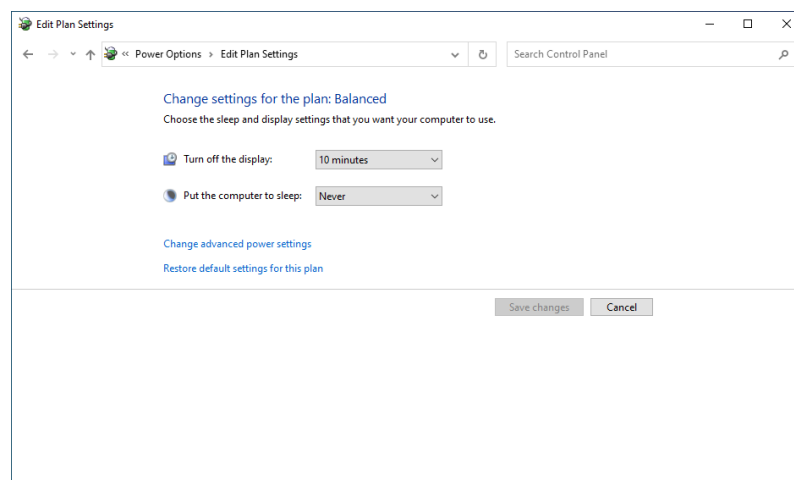 Edit Plan Settings
« Power Options › Edit Plan Settings
Search Control Panel
Change settings for the plan: Balanced
Choose the sleep and display settings that you want your computer to use.
Turn off the display: 10 minutes
Put the computer to sleep: Never
Change advanced power settings
Restore default settings for this plan
Save changes Cancel